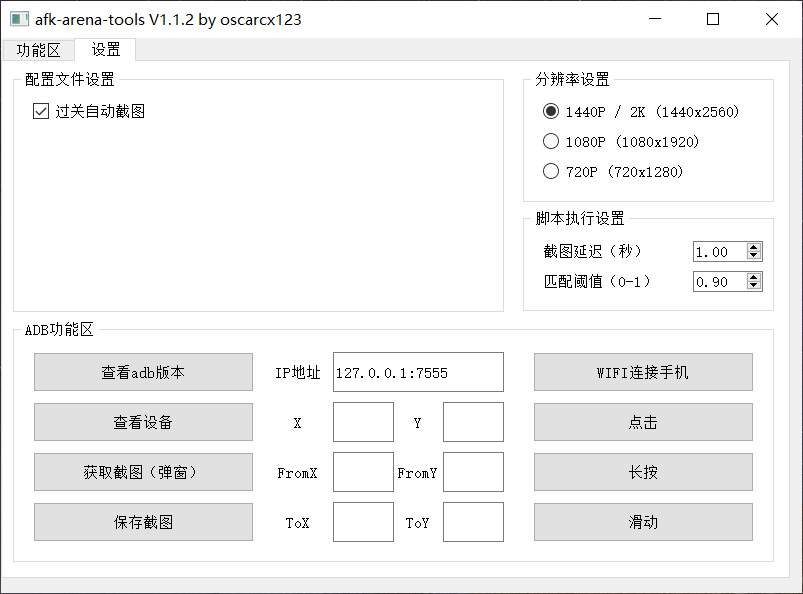 afk-arena-tools V1.1.2 by oscarcx123
功能区 设置
配置文件设置
过关自动截图
分辨率设置
1440P / 2K (1440x2560)
1080P (1080x1920)
720P (720x1280)
脚本执行设置
截图延迟（秒） 1.00
匹配阈值（0-1） 0.90
ADB功能区
查看adb版本 IP地址 127.0.0.1:7555 WIFI连接手机
查看设备 X Y 点击
获取截图（弹窗） FromX FromY 长按
保存截图 ToX ToY 滑动